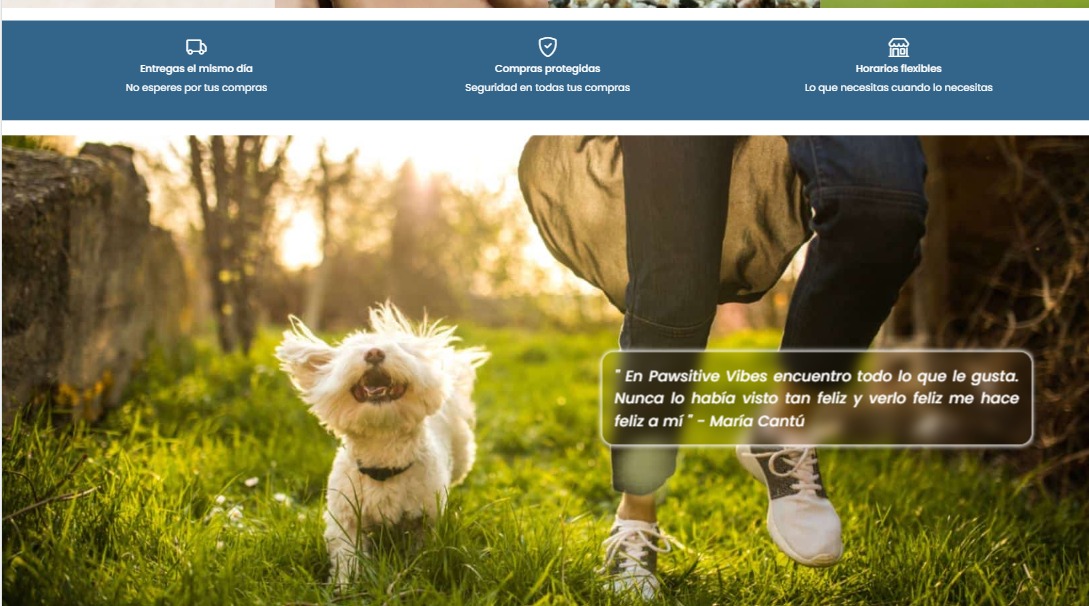 Entregas el mismo día
No esperes por tus compras
Compras protegidas
Seguridad en todas tus compras
Horarios flexibles
Lo que necesitas cuando lo necesitas
" En Pawsitive Vibes encuentro todo lo que le gusta.
Nunca lo había visto tan feliz y verlo feliz me hace
feliz a mí " - María Cantú